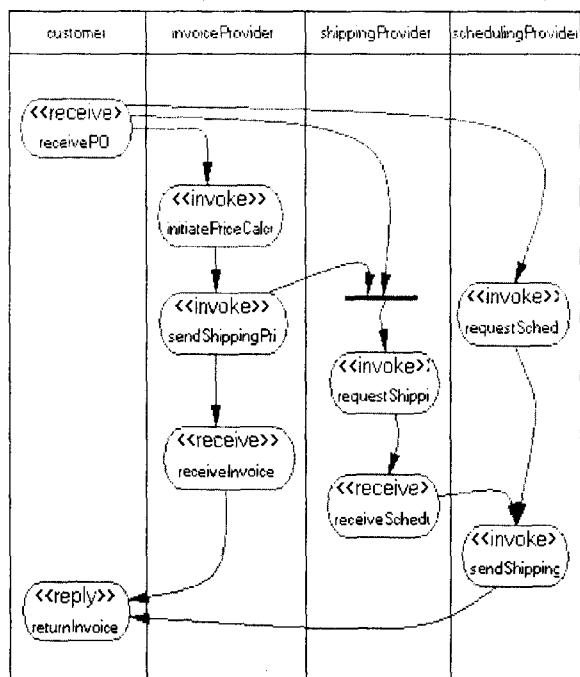 customer
invoiceProvider
shippingProvider
schedulingProvider
<<receive>
receivePO
<<invoke>>
initiatePriceCalcu
<<invoke>>
sendShippingPri
<<invoke>>
requestSched
<<invoke>
requestShippi
<<receive>>
receiveInvoice
<<receive>
receiveSchedu
<<invoke>
sendShipping
<<reply>>
returnInvoice